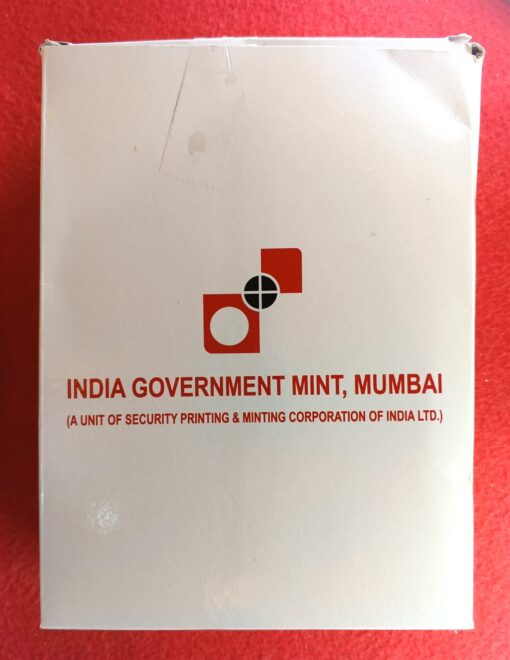 INDIA GOVERNMENT MINT, MUMBAI
(A UNIT OF SECURITY PRINTING & MINTING CORPORATION OF INDIA LTD.)